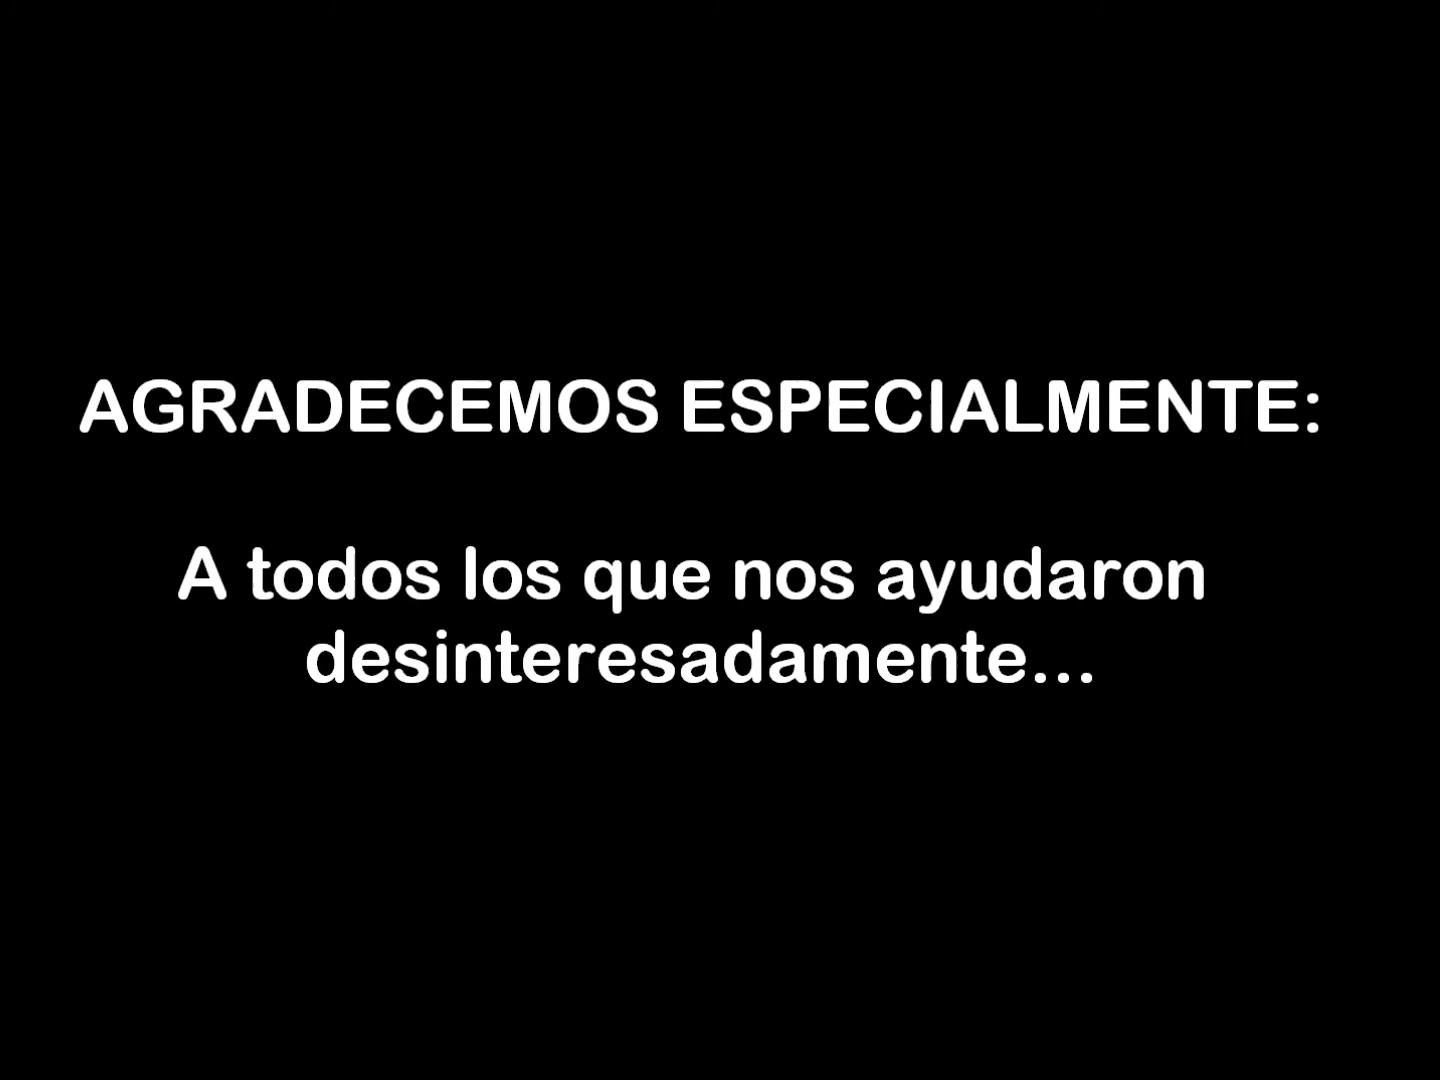 AGRADECEMOS ESPECIALMENTE:
A todos los que nos ayudaron
desinteresadamente...